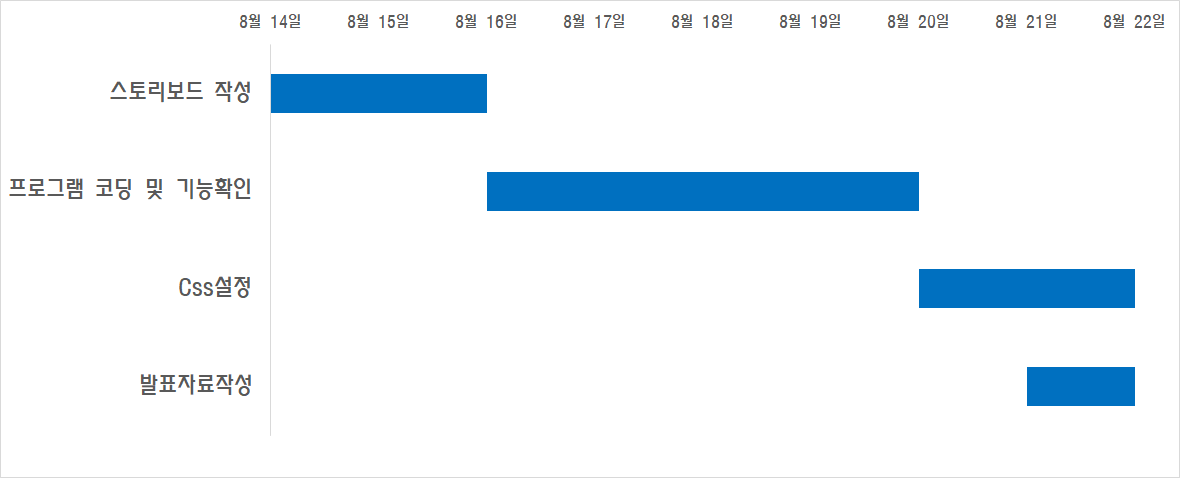 8월 14일 8월 15일 8월 16일 8월 17일 8월 18일 8월 19일 8월 20일 8월 21일 8월 22일
스토리보드 작성
프로그램 코딩 및 기능확인
Css설정
발표자료작성